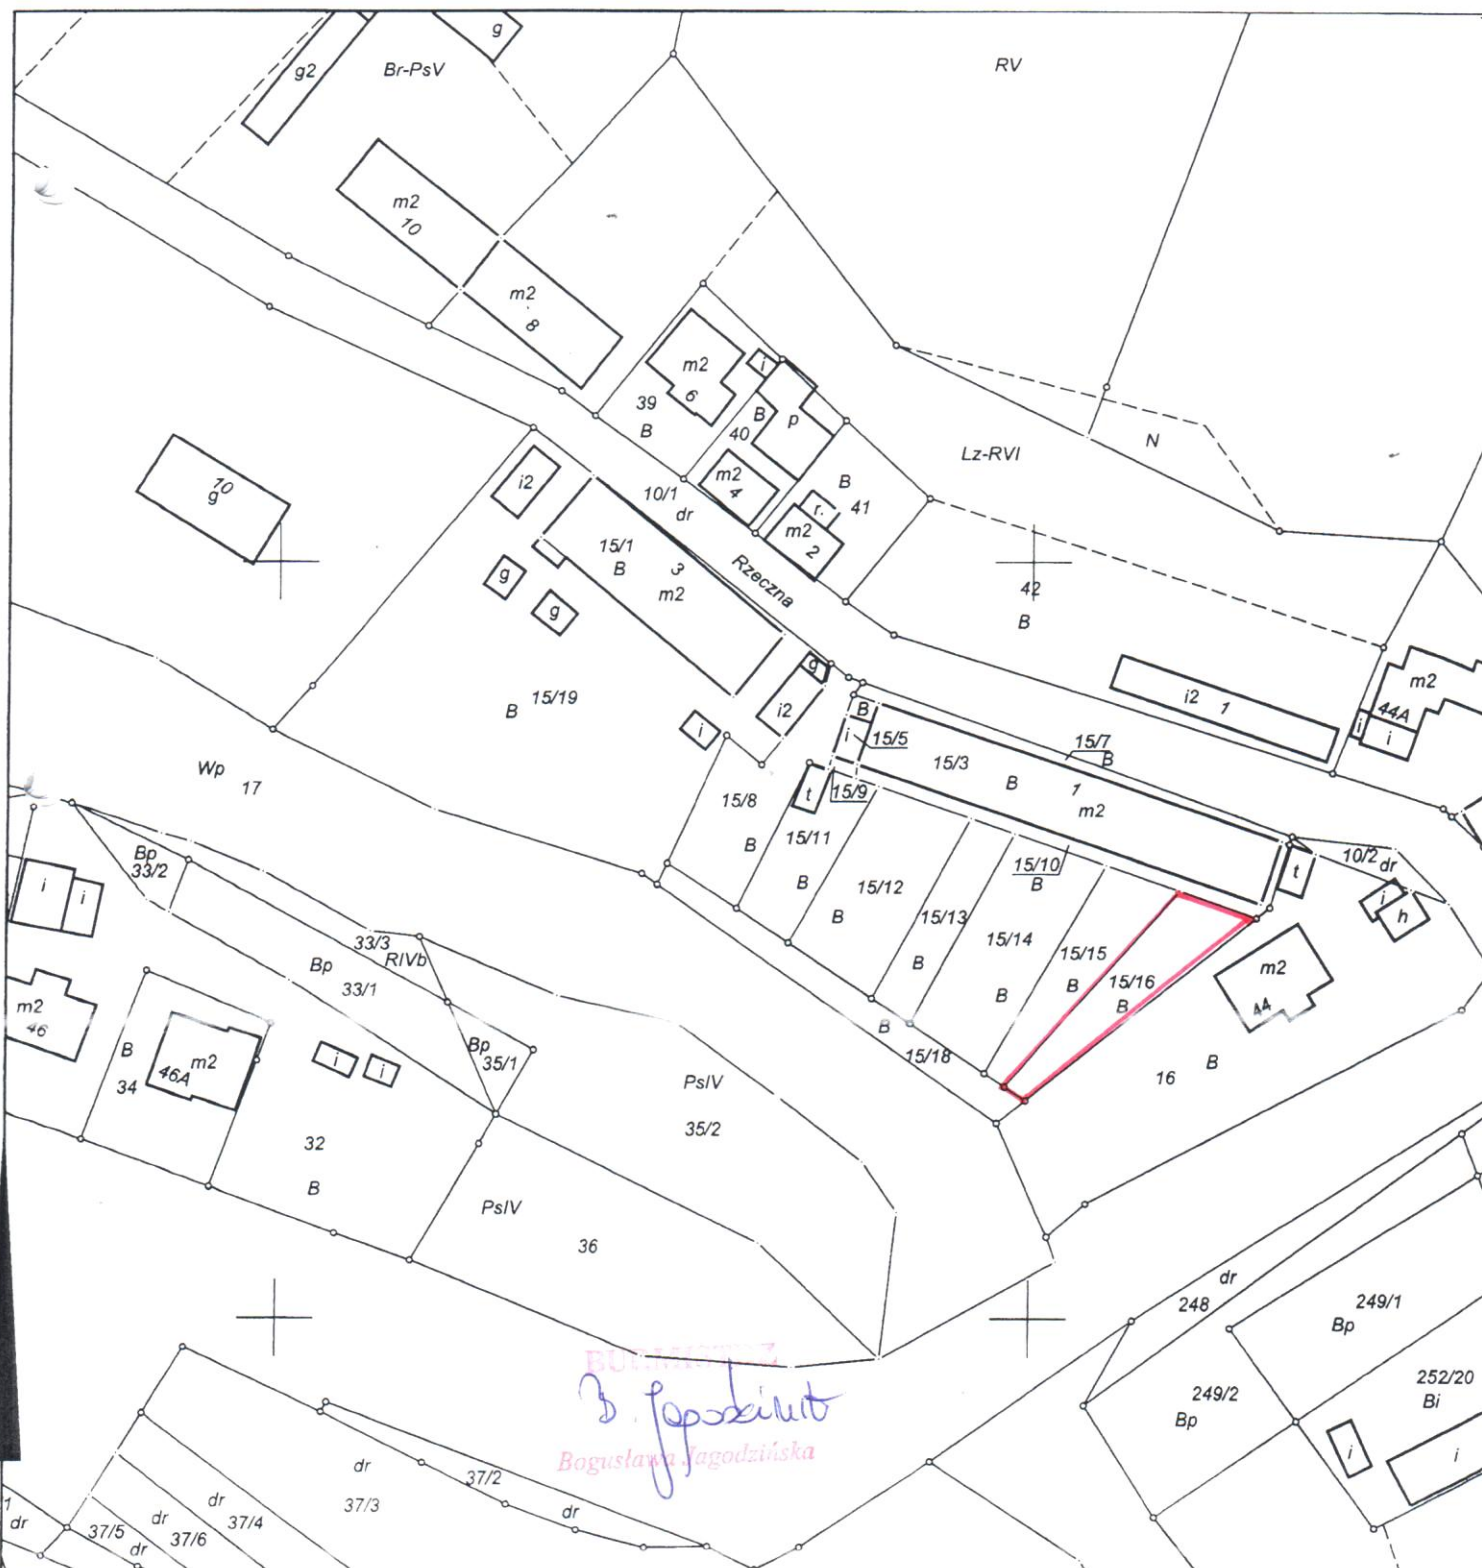 g
g2
Br-PsV
RV
m2
10
m2
8
m2
6
i
39
B
B
40
p
m2
4
Lz-RVI
N
10
g
i2
10/1
dr
B
41
r.
m2
2
15/1
B
3
m2
Rzeczna
g
g
42
B
g
i2
1
m2
44A
i
i
B
15/19
i2
i
B
i
15/5
15/7
B
15/3
B
1
m2
Wp
17
15/8
B
t
15/9
15/11
B
15/12
B
15/13
B
15/10
B
15/14
B
15/15
B
15/16
B
t
10/2
dr
i
h
m2
44
Bp
33/2
i
i
33/3
RIVb
Bp
33/1
m2
46
B
34
m2
46A
i
i
Bp
35/1
B
15/18
16
B
PsIV
35/2
32
B
PsIV
36
dr
248
249/1
Bp
249/2
Bp
252/20
Bi
i
i
BURMISTRZ
Bogusława Jagodzińska
dr
37/3
37/2
dr
dr
37/4
dr
37/6
37/5
dr
1
dr